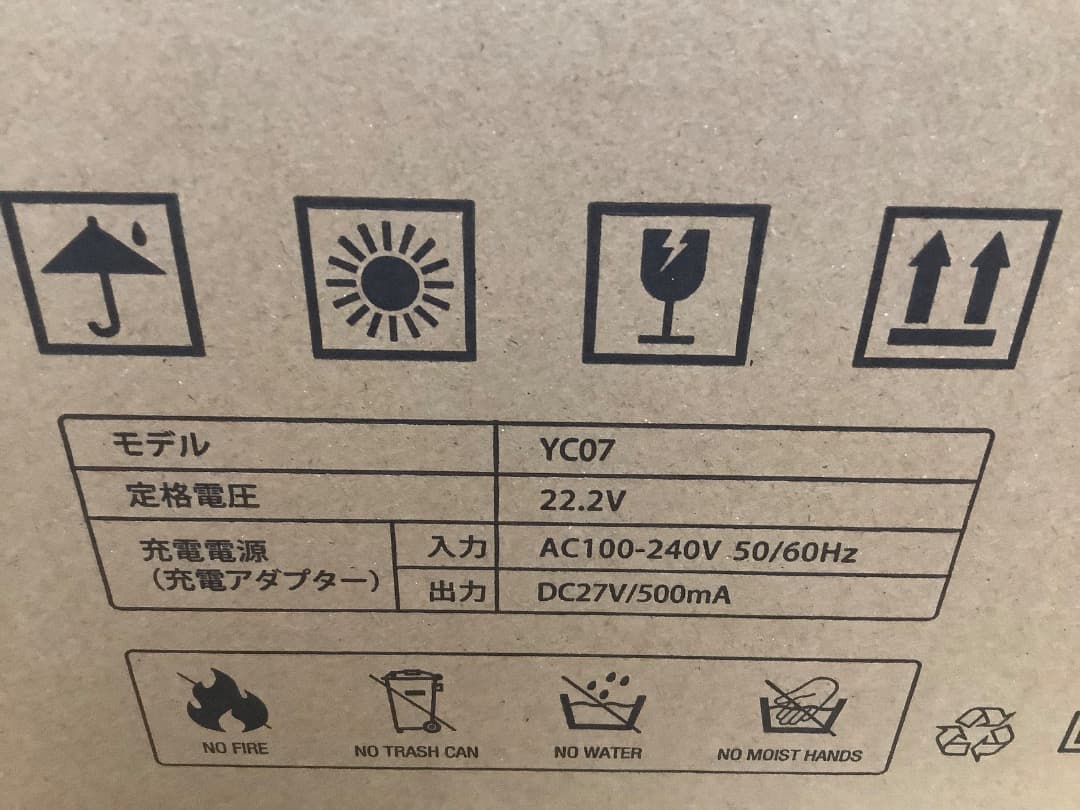 モデル YC07
定格電圧 22.2V
充電電源
（充電アダプター）
入力 AC100-240V 50/60Hz
出力 DC27V/500mA
NO FIRE NO TRASH CAN NO WATER NO MOIST HANDS